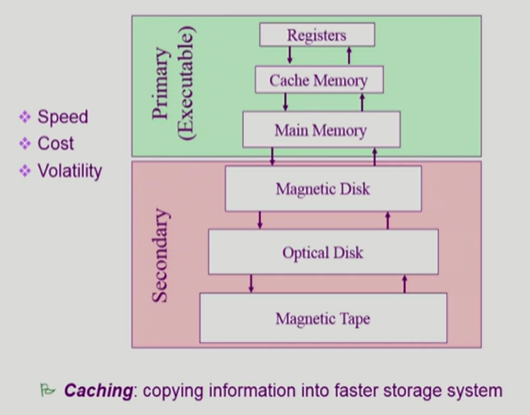 Speed
Cost
Volatility
Primary
(Executable)
Registers
Cache Memory
Main Memory
Secondary
Magnetic Disk
Optical Disk
Magnetic Tape
Caching: copying information into faster storage system